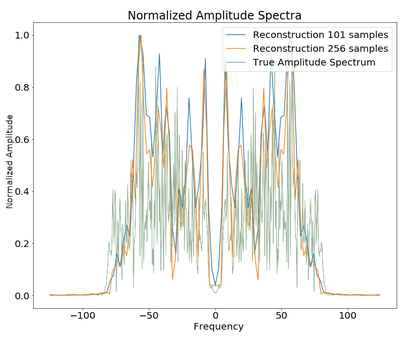 Normalized Amplitude Spectra
Reconstruction 101 samples
Reconstruction 256 samples
True Amplitude Spectrum
Normalized Amplitude
1.0
0.8
0.6
0.4
0.2
0.0
−100 −50 0 50 100
Frequency